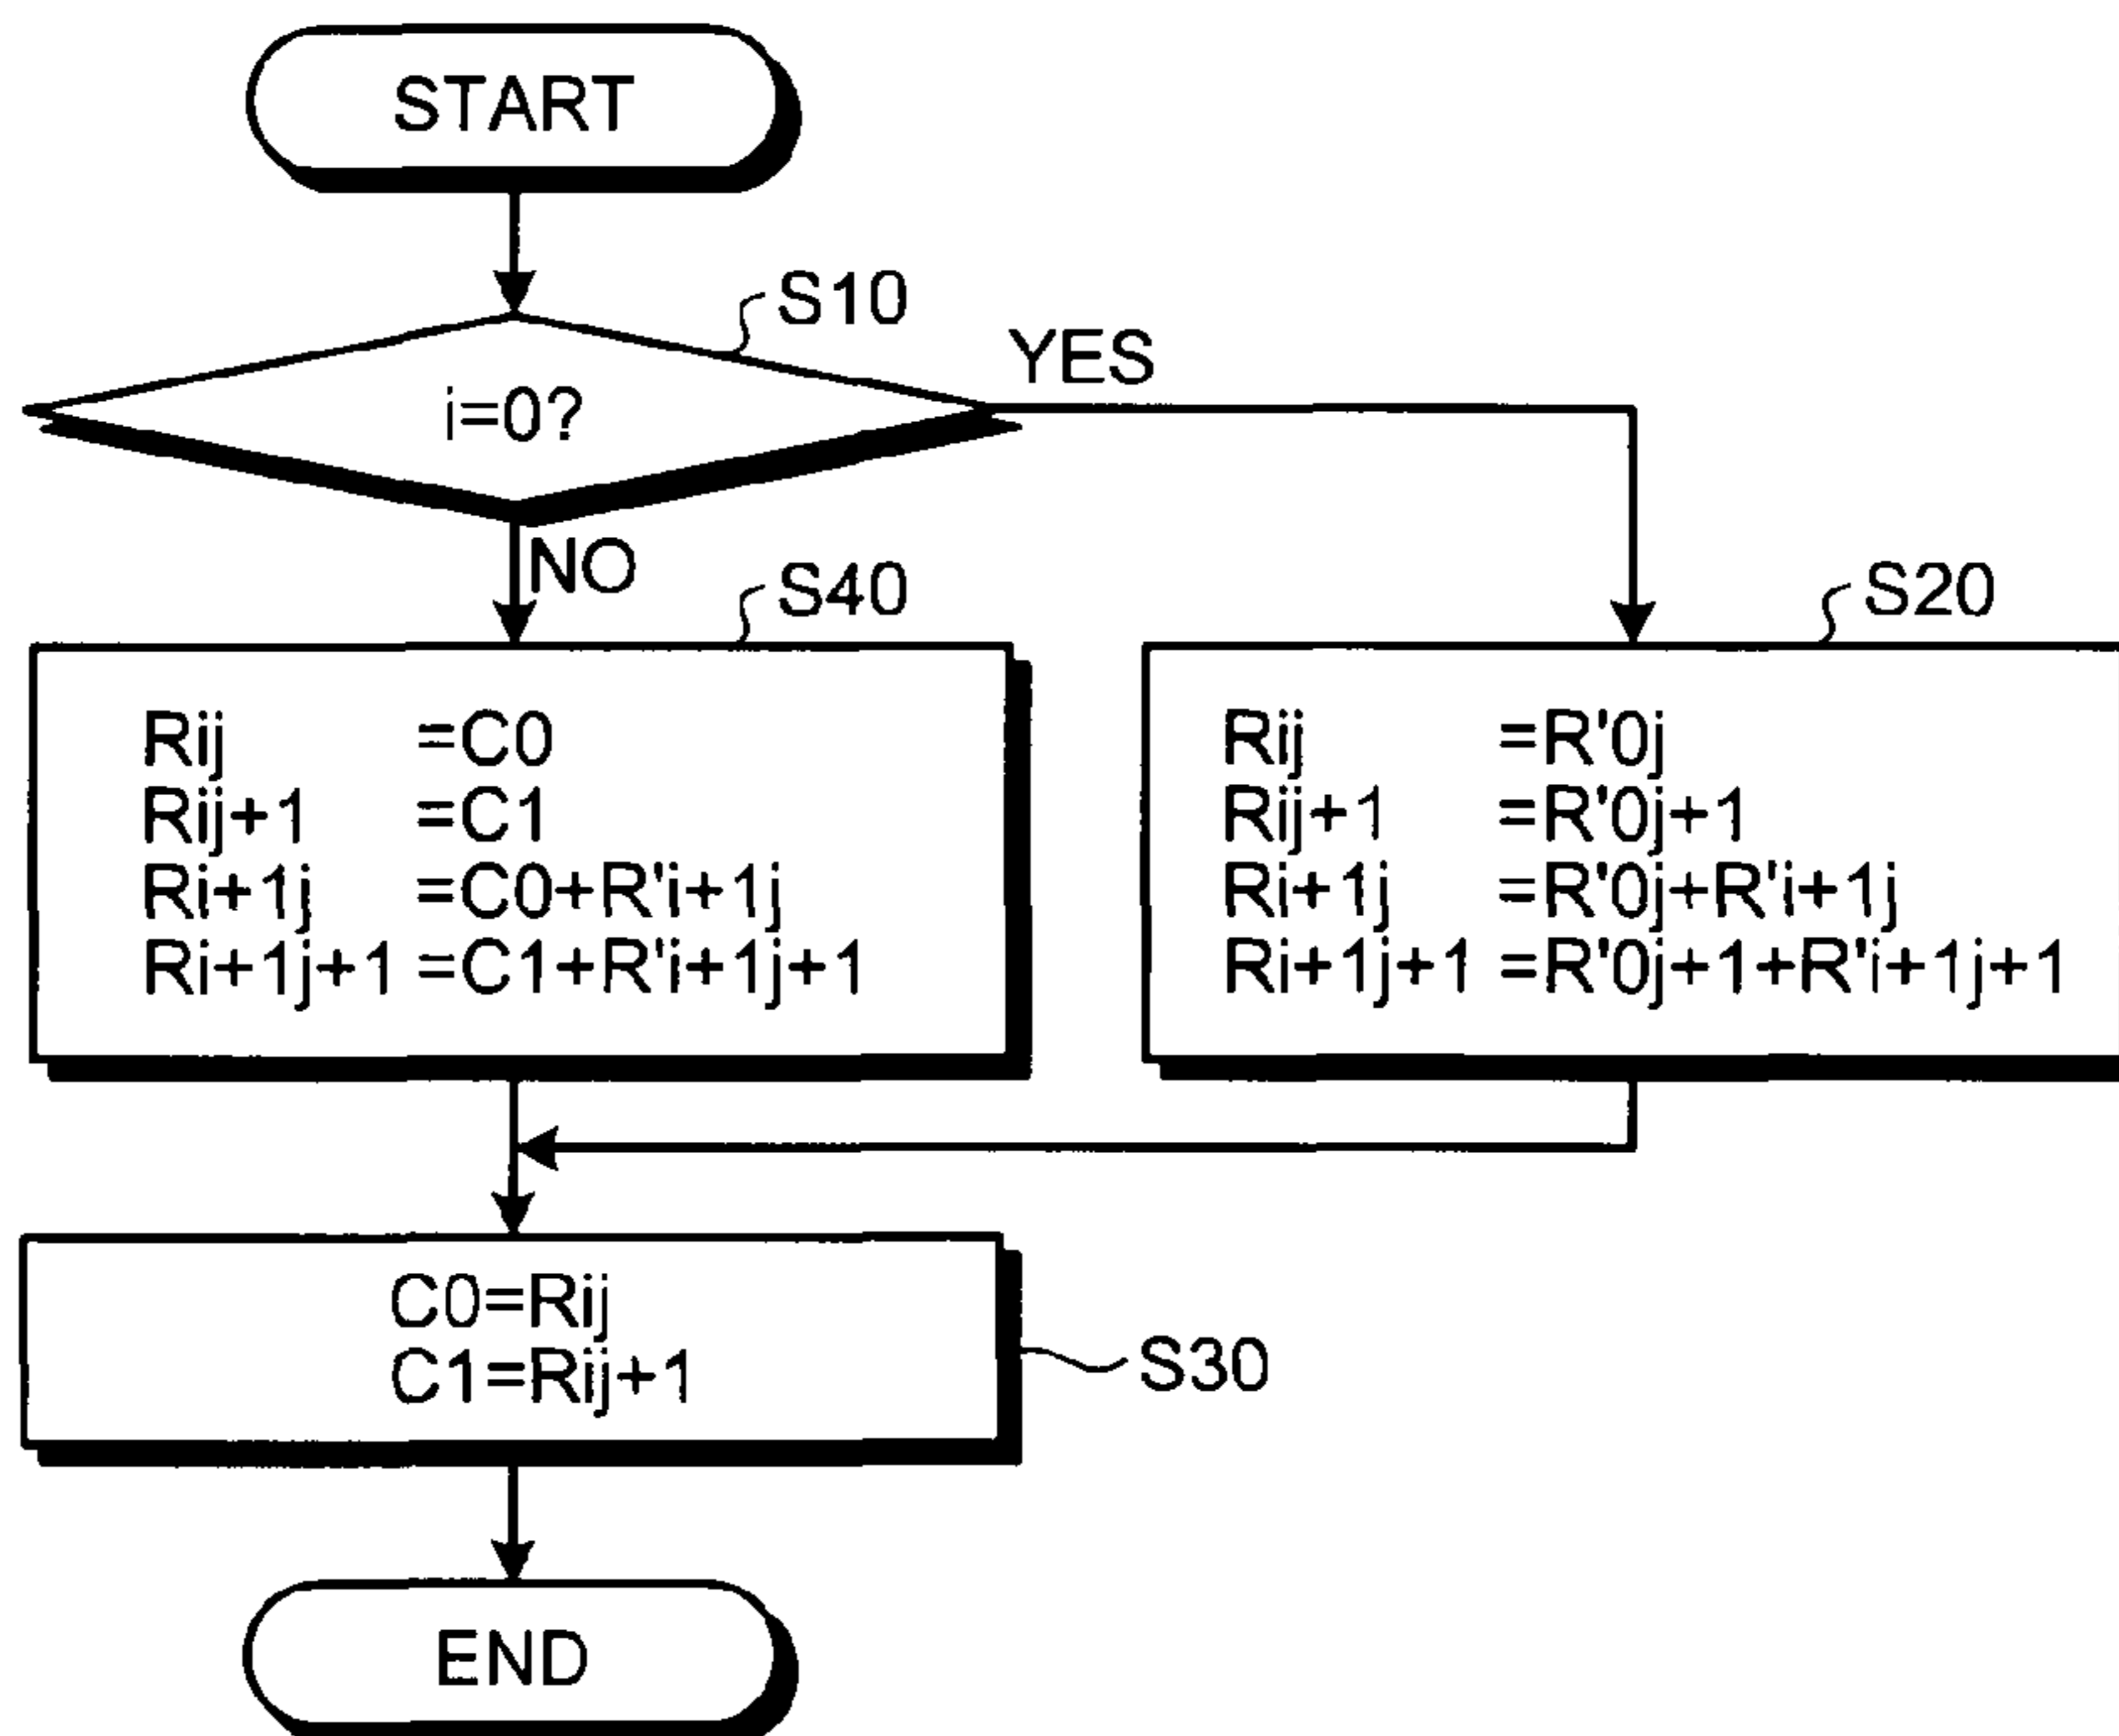 START
S10
i=0?
YES
NO
S40
Rij =C0
Rij+1 =C1
Ri+1j =C0+R'i+1j
Ri+1j+1 =C1+R'i+1j+1
S20
Rij =R'0j
Rij+1 =R'0j+1
Ri+1j =R'0j+R'i+1j
Ri+1j+1 =R'0j+1+R'i+1j+1
C0=Rij
C1=Rij+1
S30
END